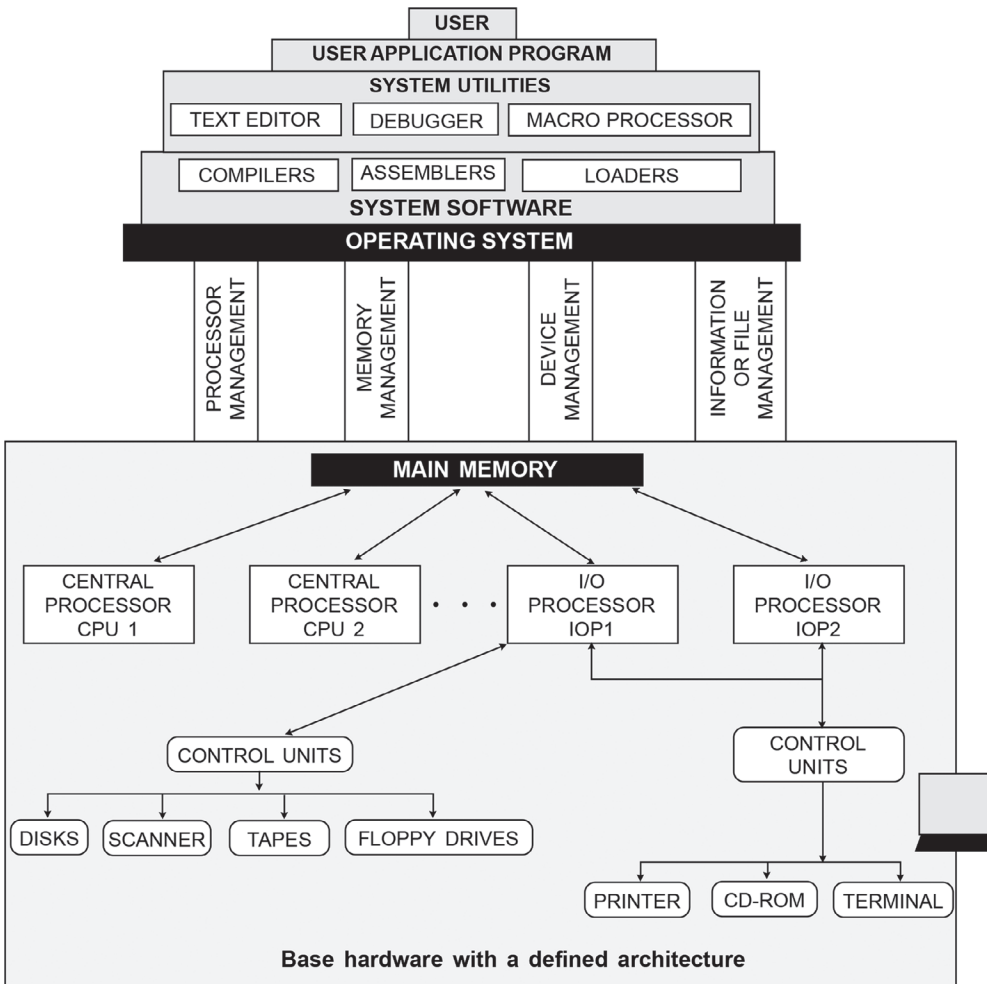 USER
USER APPLICATION PROGRAM
SYSTEM UTILITIES
TEXT EDITOR
DEBUGGER
MACRO PROCESSOR
COMPILERS
ASSEMBLERS
LOADERS
SYSTEM SOFTWARE
OPERATING SYSTEM
PROCESSOR
MANAGEMENT
MEMORY
MANAGEMENT
DEVICE
MANAGEMENT
INFORMATION
OR FILE
MANAGEMENT
MAIN MEMORY
CENTRAL
PROCESSOR
CPU 1
CENTRAL
PROCESSOR
CPU 2
. . .
I/O
PROCESSOR
IOP1
I/O
PROCESSOR
IOP2
CONTROL UNITS
CONTROL
UNITS
DISKS
SCANNER
TAPES
FLOPPY DRIVES
PRINTER
CD-ROM
TERMINAL
Base hardware with a defined architecture